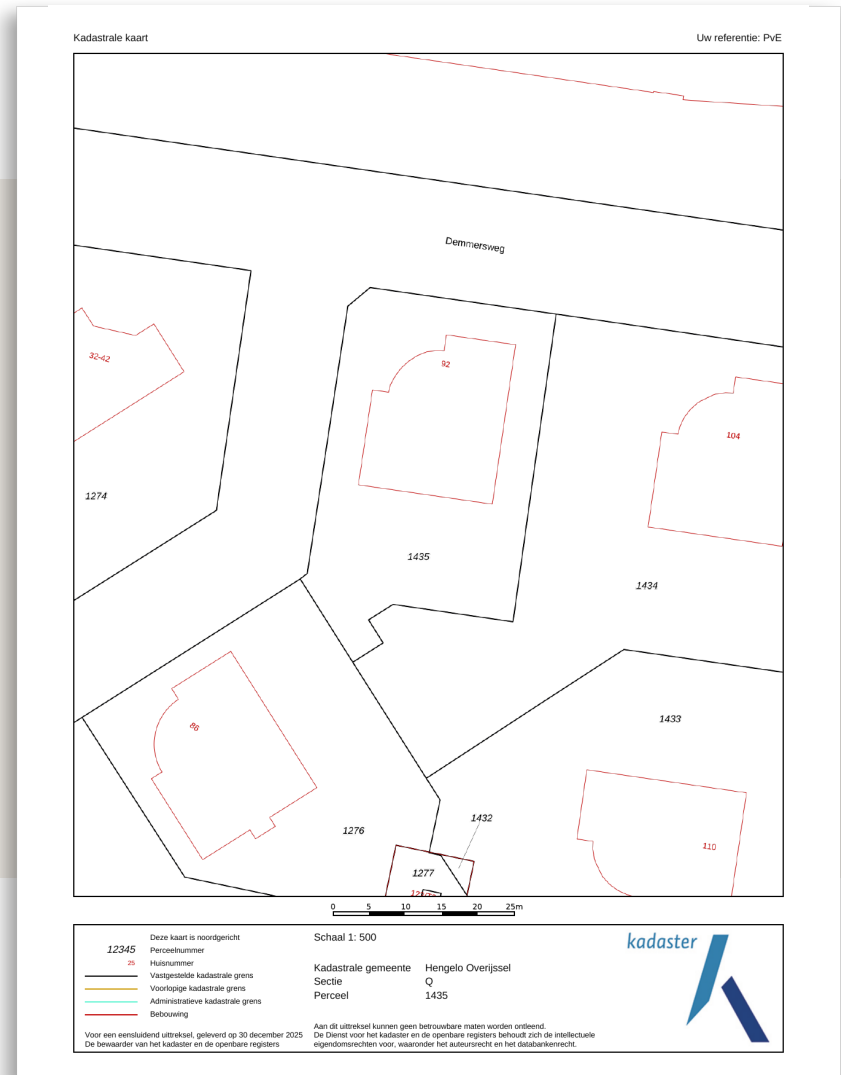 Kadastrale kaart
Uw referentie: PvE
Demmersweg
92
32-42
104
1274
1435
1434
1433
86
1432
1276
110
1277
0 5 10 15 20 25m
Deze kaart is noordgericht
12345 Perceelnummer
25 Huisnummer
Vastgestelde kadastrale grens
Voorlopige kadastrale grens
Administratieve kadastrale grens
Bebouwing
Voor een eensluidend uittreksel, geleverd op 30 december 2025
De bewaarder van het kadaster en de openbare registers
Schaal 1: 500
Kadastrale gemeente Hengelo Overijssel
Sectie Q
Perceel 1435
Aan dit uittreksel kunnen geen betrouwbare maten worden ontleend.
De Dienst voor het kadaster en de openbare registers behoudt zich de intellectuele
eigendomsrechten voor, waaronder het auteursrecht en het databankenrecht.
kadaster